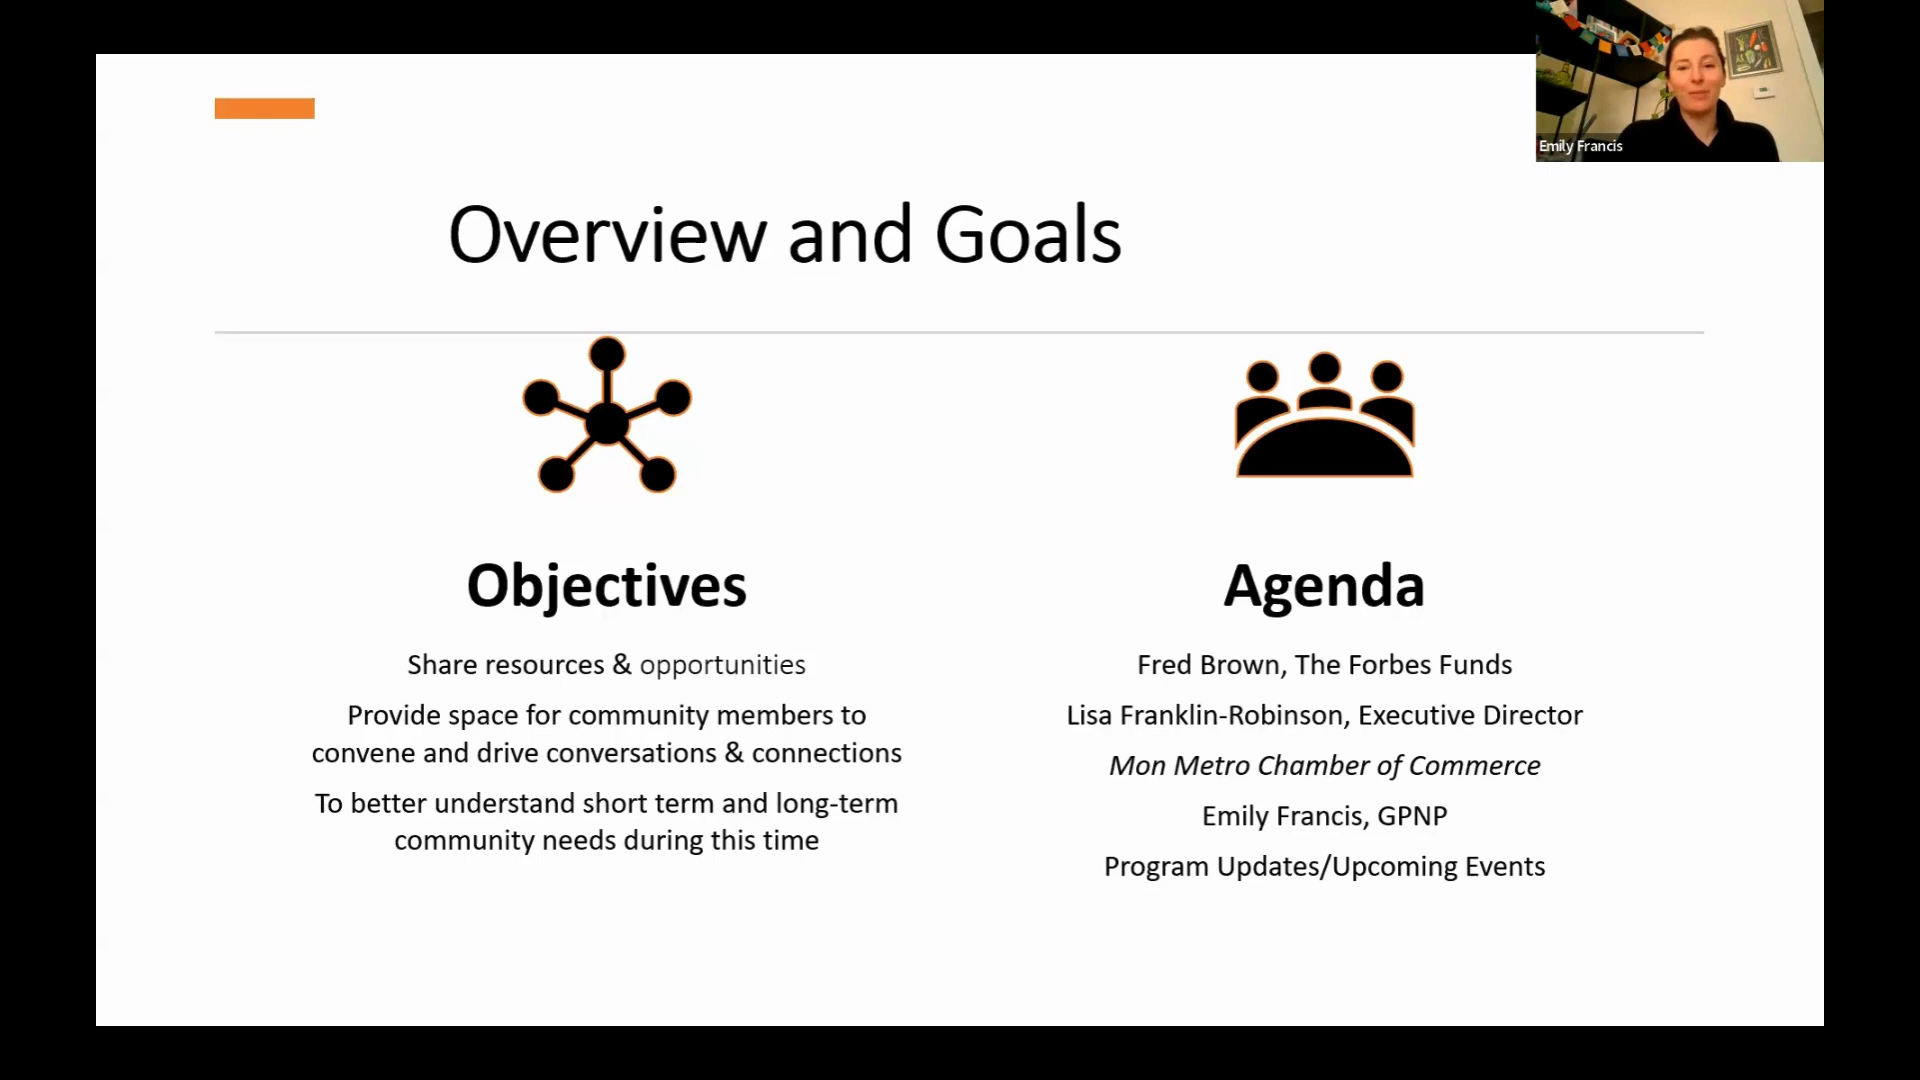 Emily Francis
Overview and Goals
Objectives
Share resources & opportunities
Provide space for community members to
convene and drive conversations & connections
To better understand short term and long-term
community needs during this time
Agenda
Fred Brown, The Forbes Funds
Lisa Franklin-Robinson, Executive Director
Mon Metro Chamber of Commerce
Emily Francis, GPNP
Program Updates/Upcoming Events